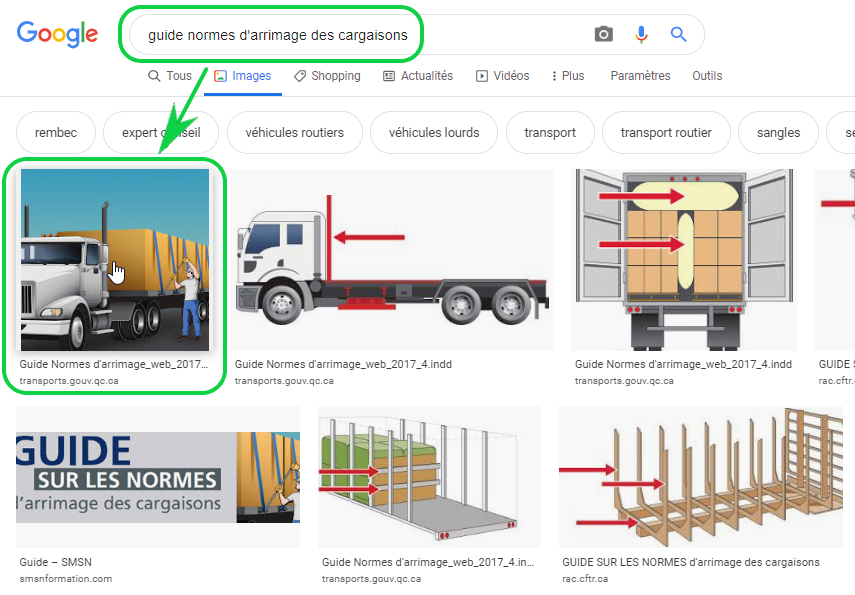 Google
guide normes d'arrimage des cargaisons
Tous Images Shopping Actualités Vidéos Plus Paramètres Outils
rembec expert véhicules routiers véhicules lourds transport transport routier sangles
Guide Normes d'arrimage_web_2017...
transports.gouv.qc.ca
Guide Normes d'arrimage_web_2017_4.indd
transports.gouv.qc.ca
Guide Normes d'arrimage_web_2017_4.indd
transports.gouv.qc.ca
GUIDE
rac.cftr.
GUIDE
SUR LES NORMES
d'arrimage des cargaisons
Guide – SMSN
smsnformation.com
Guide Normes d'arrimage_web_2017_4.in...
transports.gouv.qc.ca
GUIDE SUR LES NORMES d'arrimage des cargaisons
rac.cftr.ca